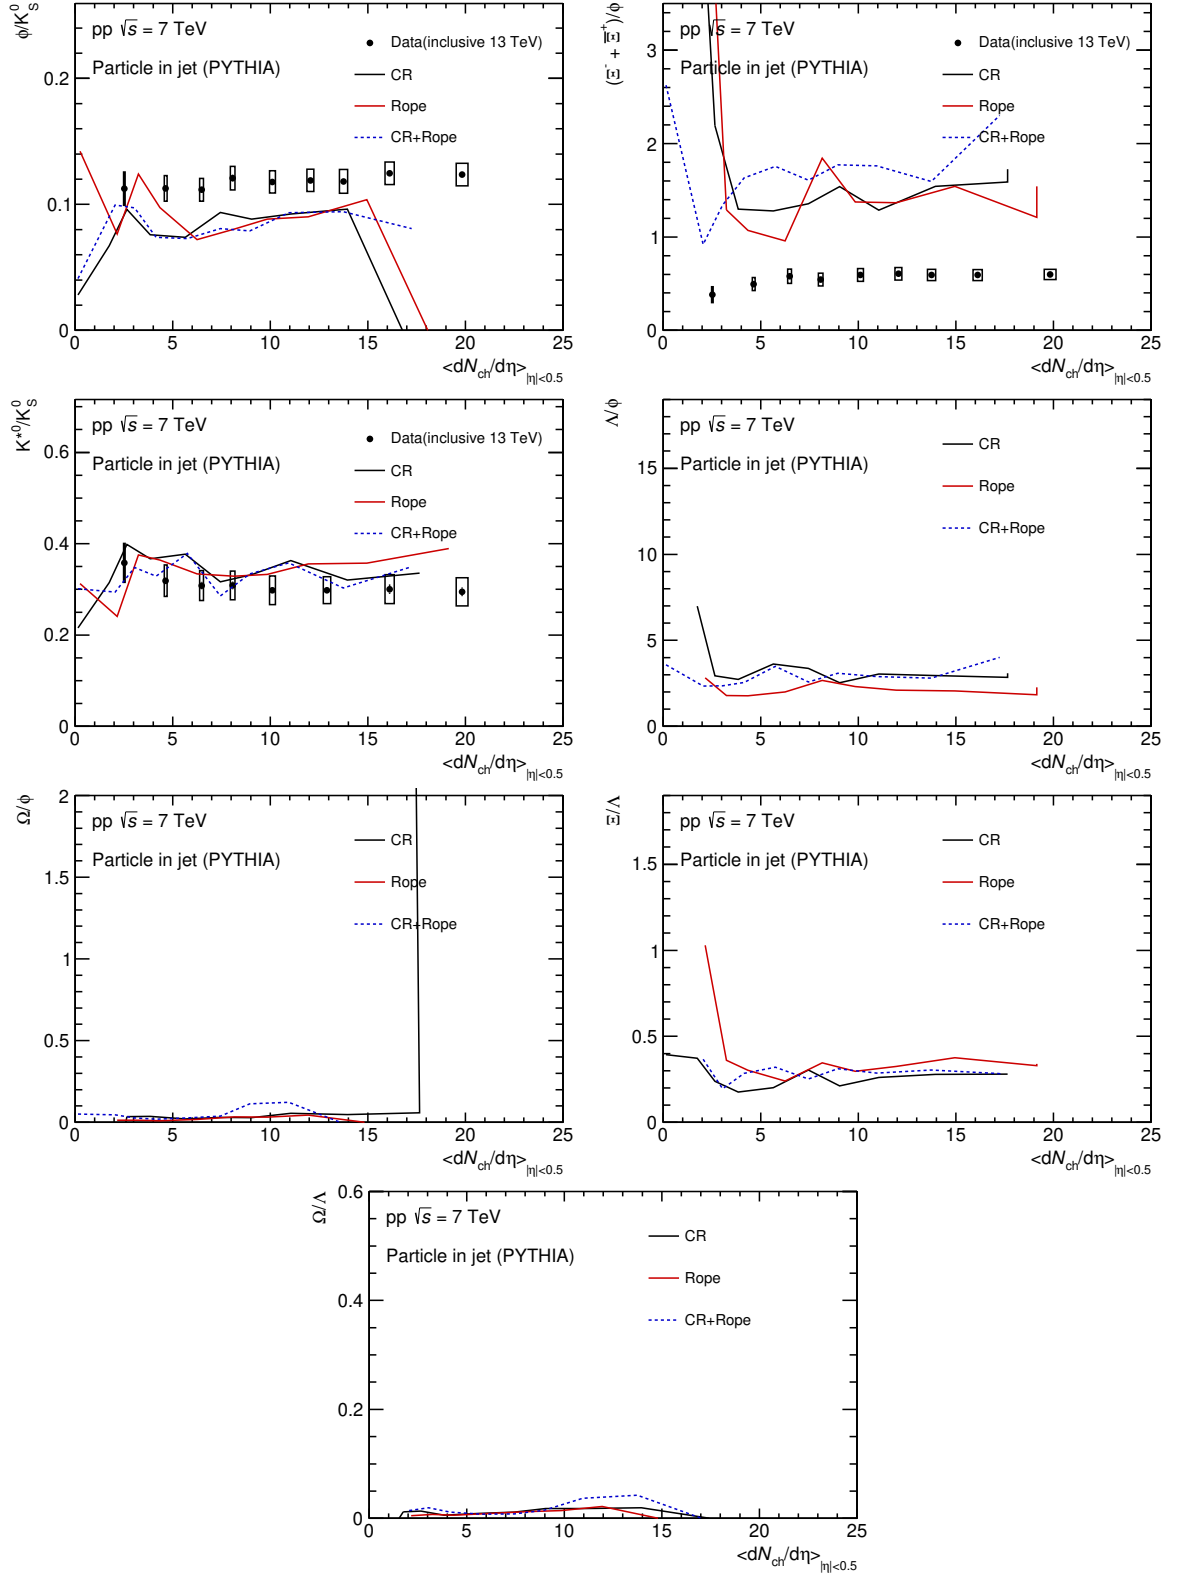 ϕ/K⁰_S
pp √s = 7 TeV
Data(inclusive 13 TeV)
Particle in jet (PYTHIA)
CR
Rope
CR+Rope
0.2
0.1
0
0 5 10 15 20 25
<dN_ch/dη>_|η|<0.5
(Ξ⁻ + Ξ̅⁺)/ϕ
pp √s = 7 TeV
Data(inclusive 13 TeV)
Particle in jet (PYTHIA)
CR
Rope
CR+Rope
3
2
1
0
0 5 10 15 20 25
<dN_ch/dη>_|η|<0.5
K*⁰/K⁰_S
pp √s = 7 TeV
Data(inclusive 13 TeV)
Particle in jet (PYTHIA)
CR
Rope
CR+Rope
0.6
0.4
0.2
0
0 5 10 15 20 25
<dN_ch/dη>_|η|<0.5
Λ/ϕ
pp √s = 7 TeV
Particle in jet (PYTHIA)
CR
Rope
CR+Rope
15
10
5
0
0 5 10 15 20 25
<dN_ch/dη>_|η|<0.5
Ω/ϕ
pp √s = 7 TeV
Particle in jet (PYTHIA)
CR
Rope
CR+Rope
2
1.5
1
0.5
0
0 5 10 15 20 25
<dN_ch/dη>_|η|<0.5
Ξ/Λ
pp √s = 7 TeV
Particle in jet (PYTHIA)
CR
Rope
CR+Rope
1.5
1
0.5
0
0 5 10 15 20 25
<dN_ch/dη>_|η|<0.5
Ω/Λ
pp √s = 7 TeV
Particle in jet (PYTHIA)
CR
Rope
CR+Rope
0.6
0.4
0.2
0
0 5 10 15 20 25
<dN_ch/dη>_|η|<0.5